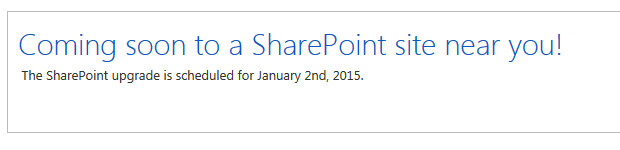 Coming soon to a SharePoint site near you!
The SharePoint upgrade is scheduled for January 2nd, 2015.